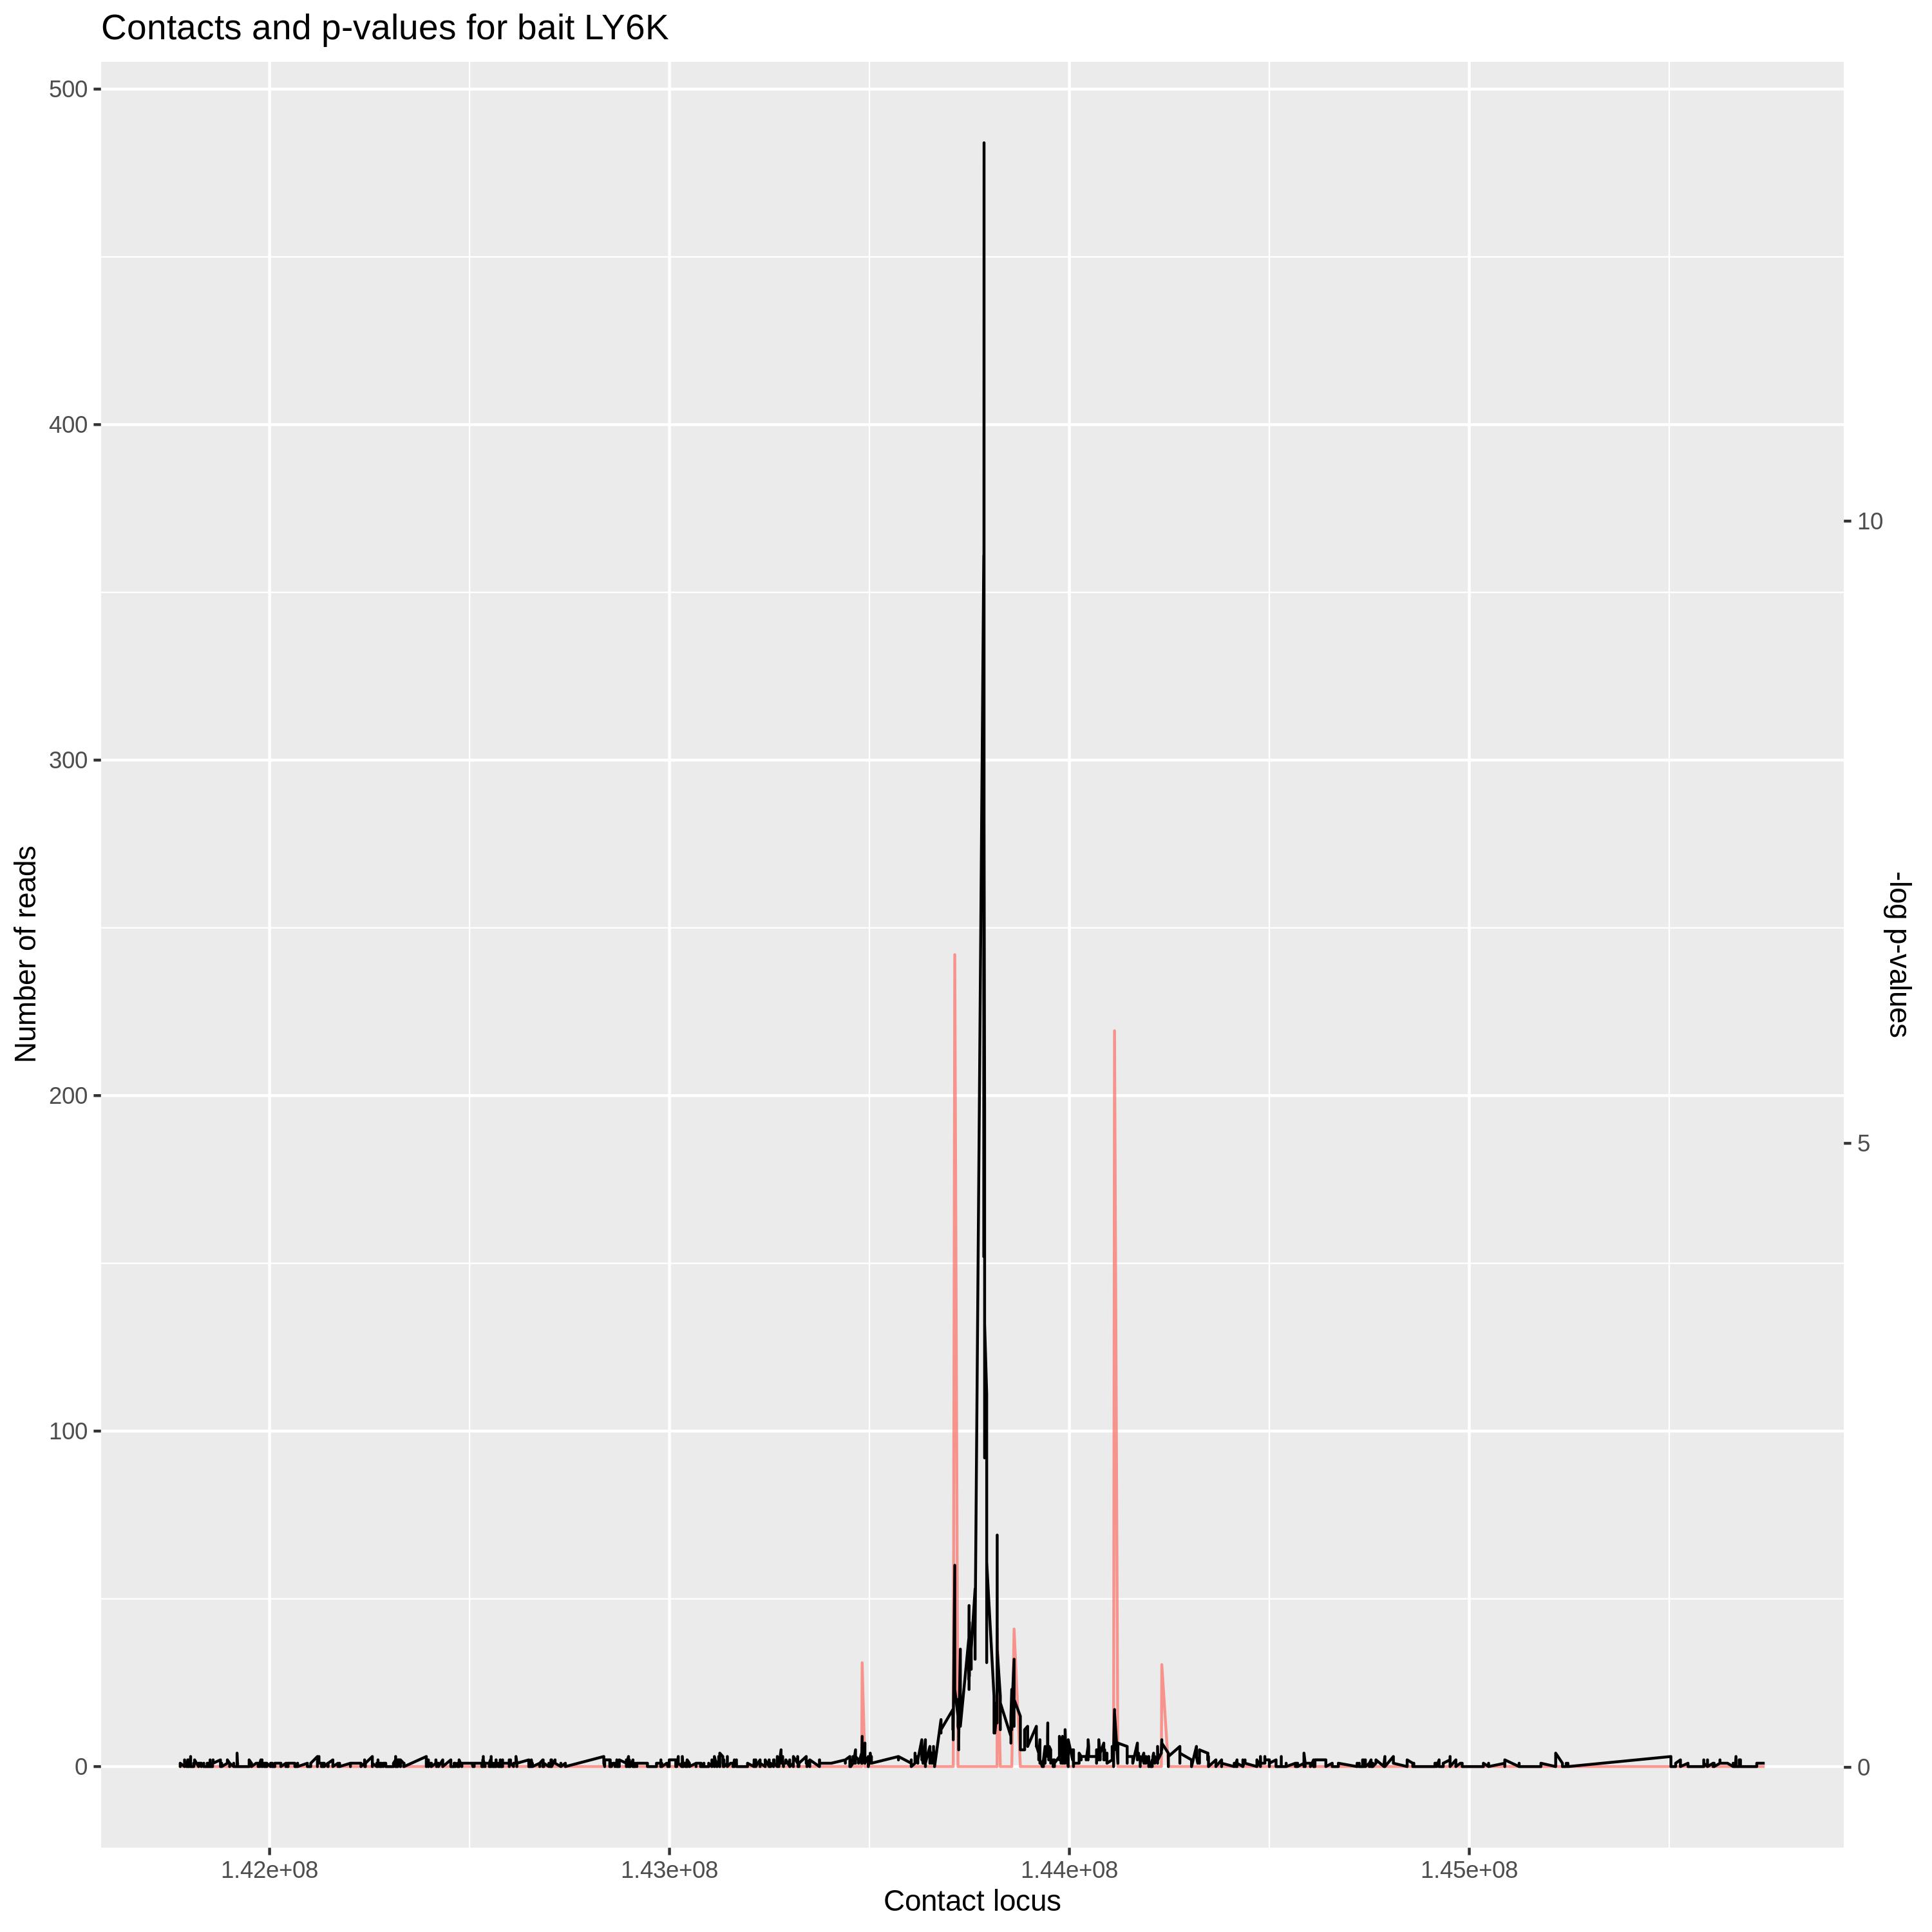 Contacts and p-values for bait LY6K
500
400
300
200
100
0
Number of reads
10
5
0
-log p-values
1.42e+08
1.43e+08
1.44e+08
1.45e+08
Contact locus